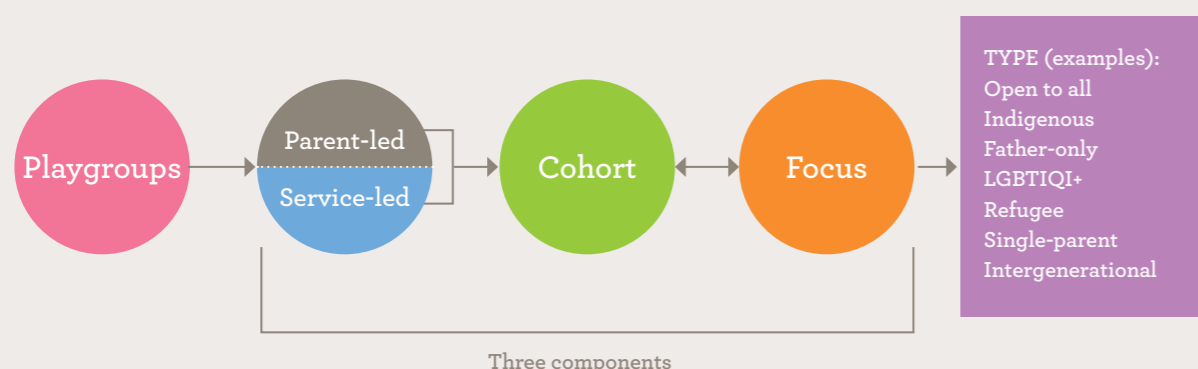 Playgroups
Parent-led
Service-led
Cohort
Focus
TYPE (examples):
Open to all
Indigenous
Father-only
LGBTIQI+
Refugee
Single-parent
Intergenerational
Three components